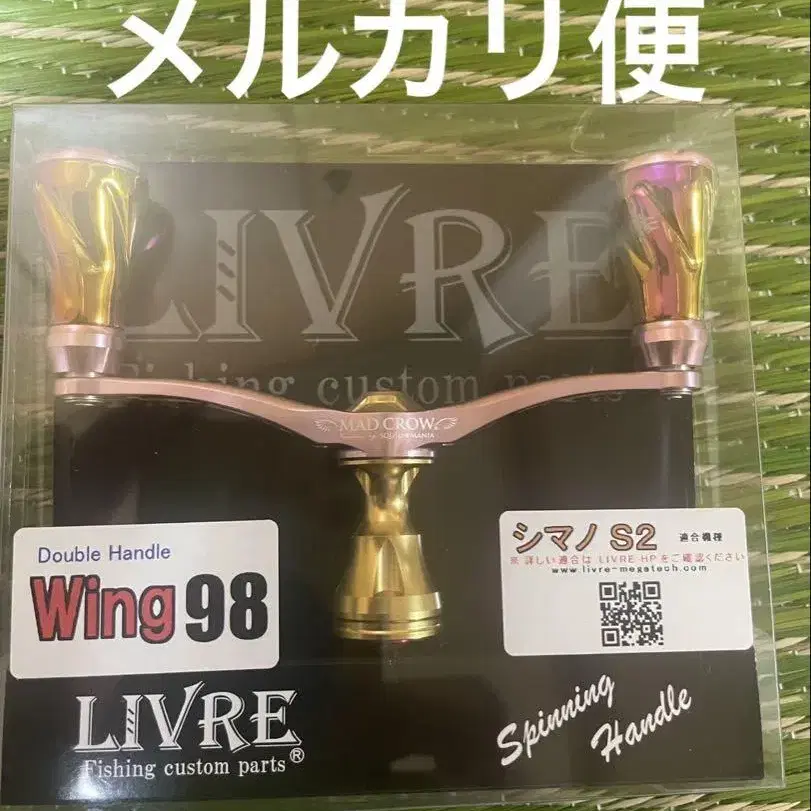 メルカリ便
LIVRE
Fishing custom parts
MAD CROW
Double Handle
Wing 98
シマノ S2 適合機種
※ 詳しい適合は LIVRE HP をご確認ください
www.livre-megatech.com
LIVRE
Fishing custom parts®
Spinning
Handle